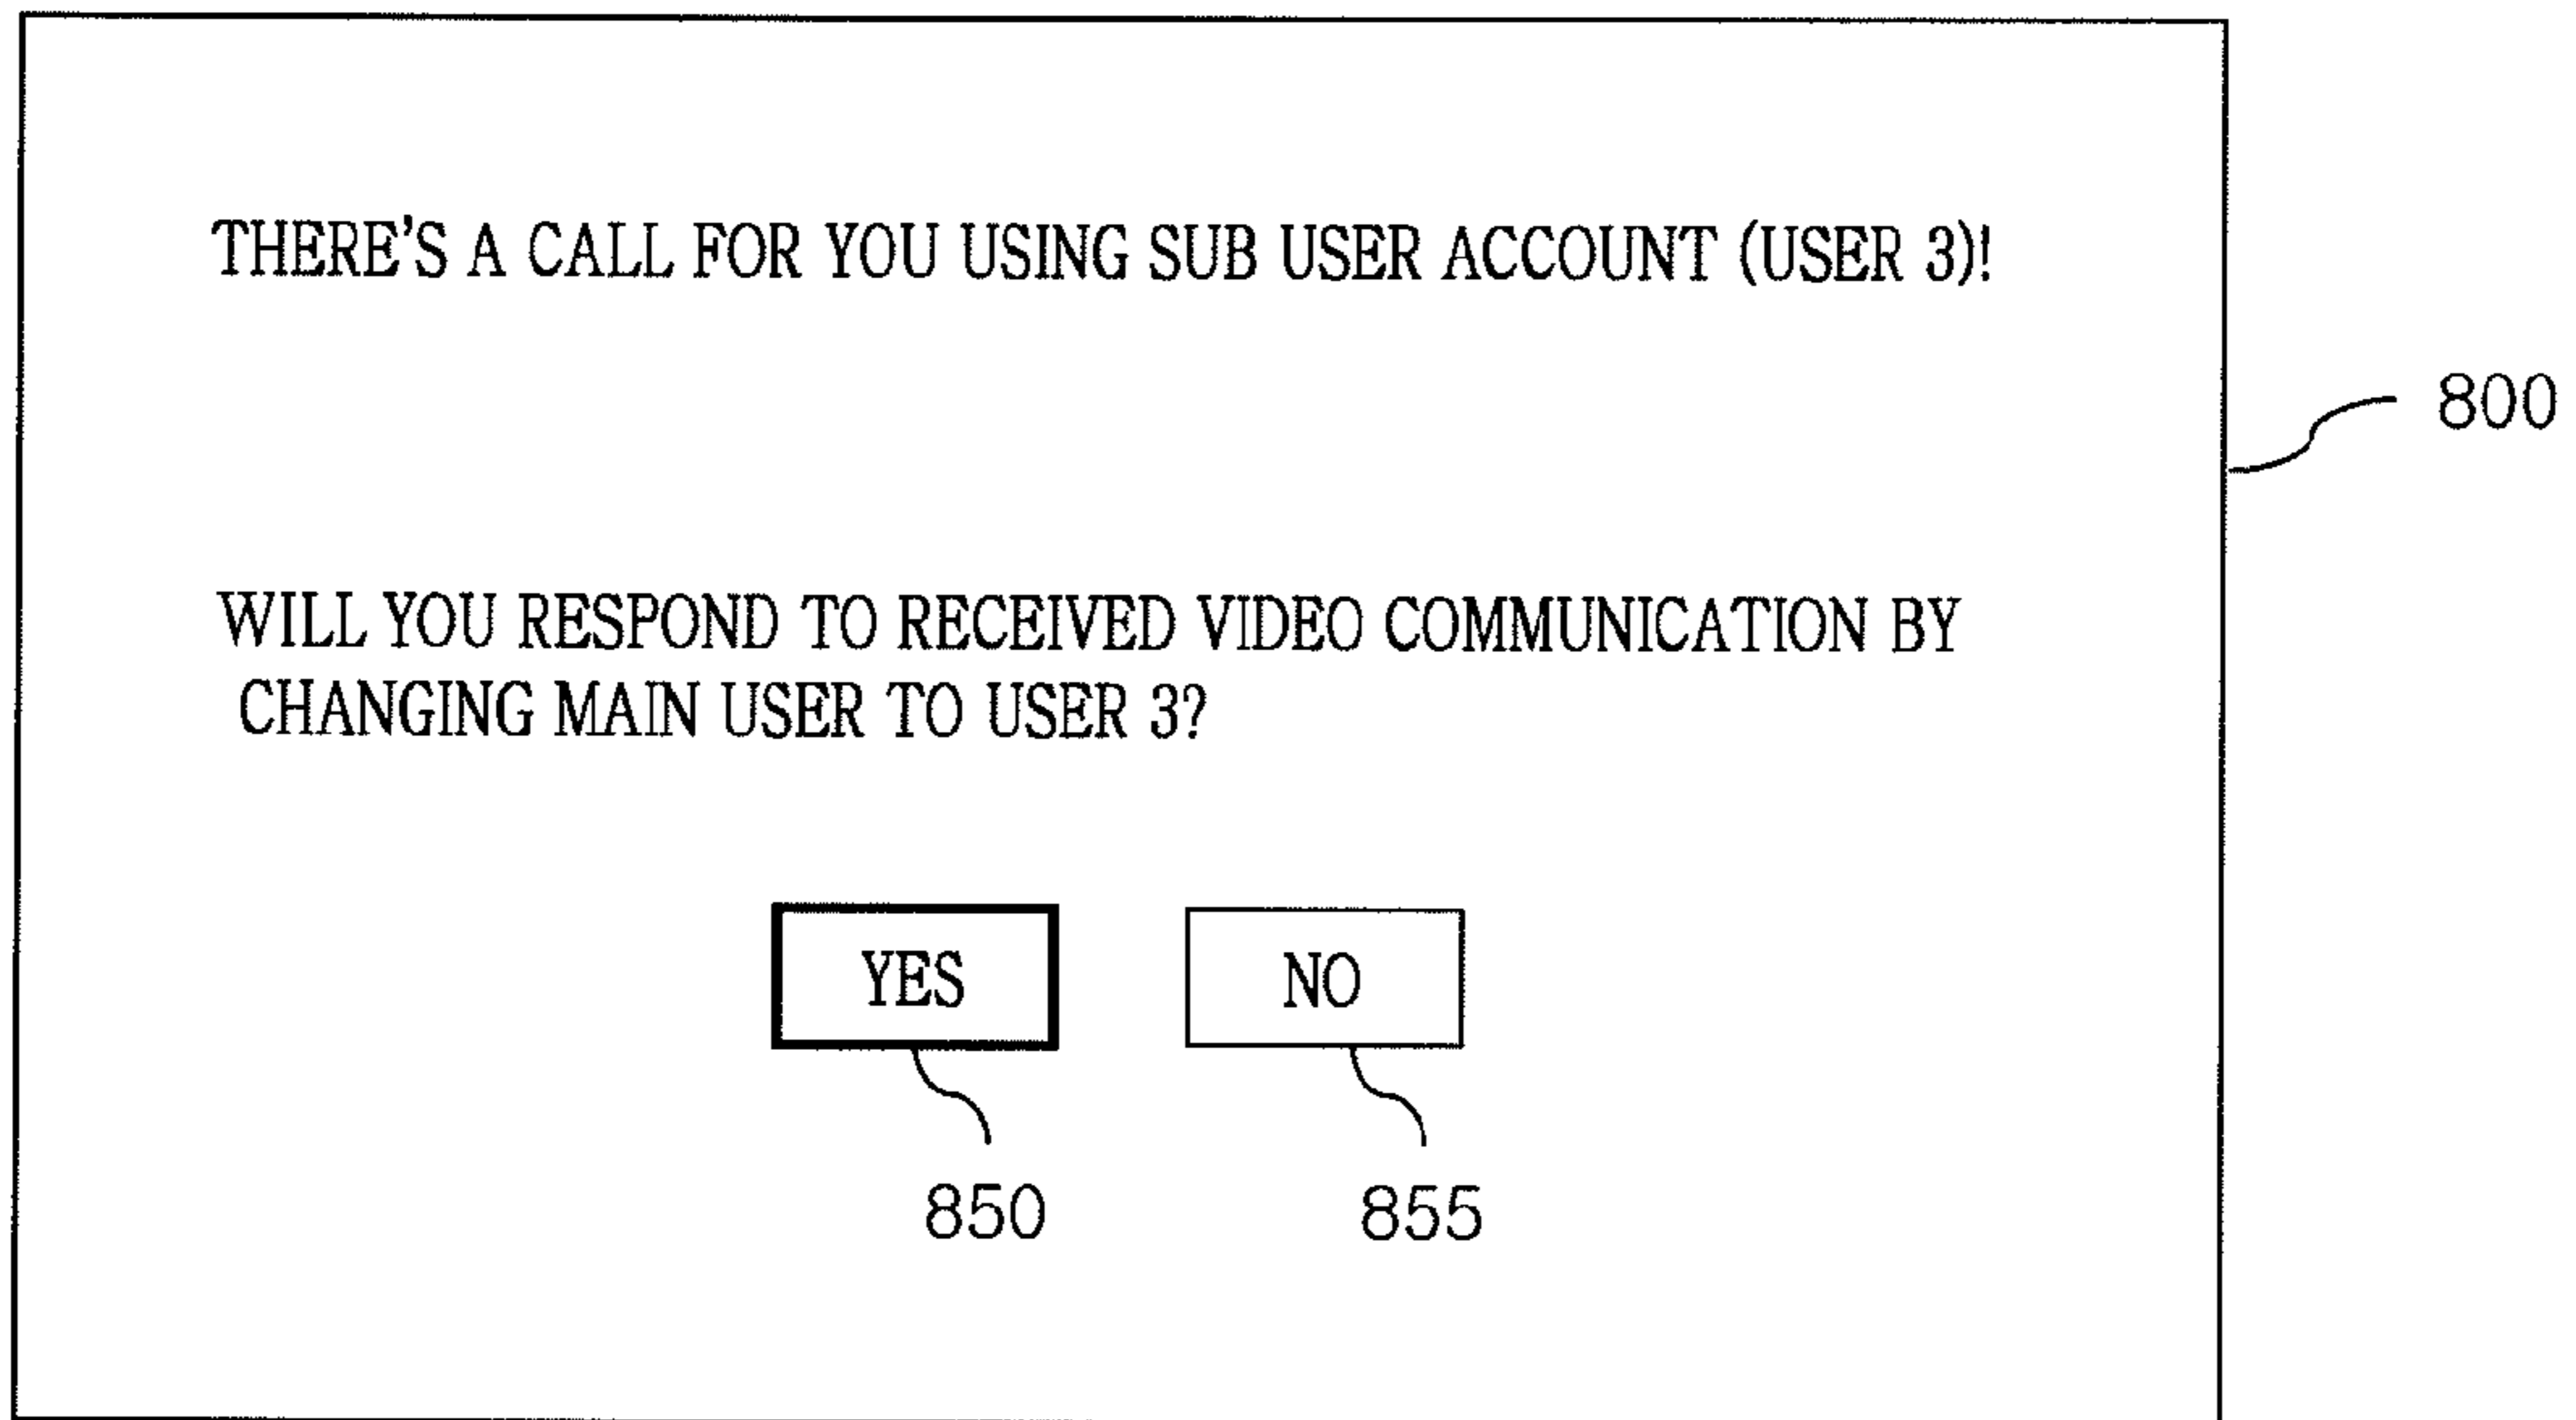 THERE'S A CALL FOR YOU USING SUB USER ACCOUNT (USER 3)!
800
WILL YOU RESPOND TO RECEIVED VIDEO COMMUNICATION BY
CHANGING MAIN USER TO USER 3?
YES NO
850 855